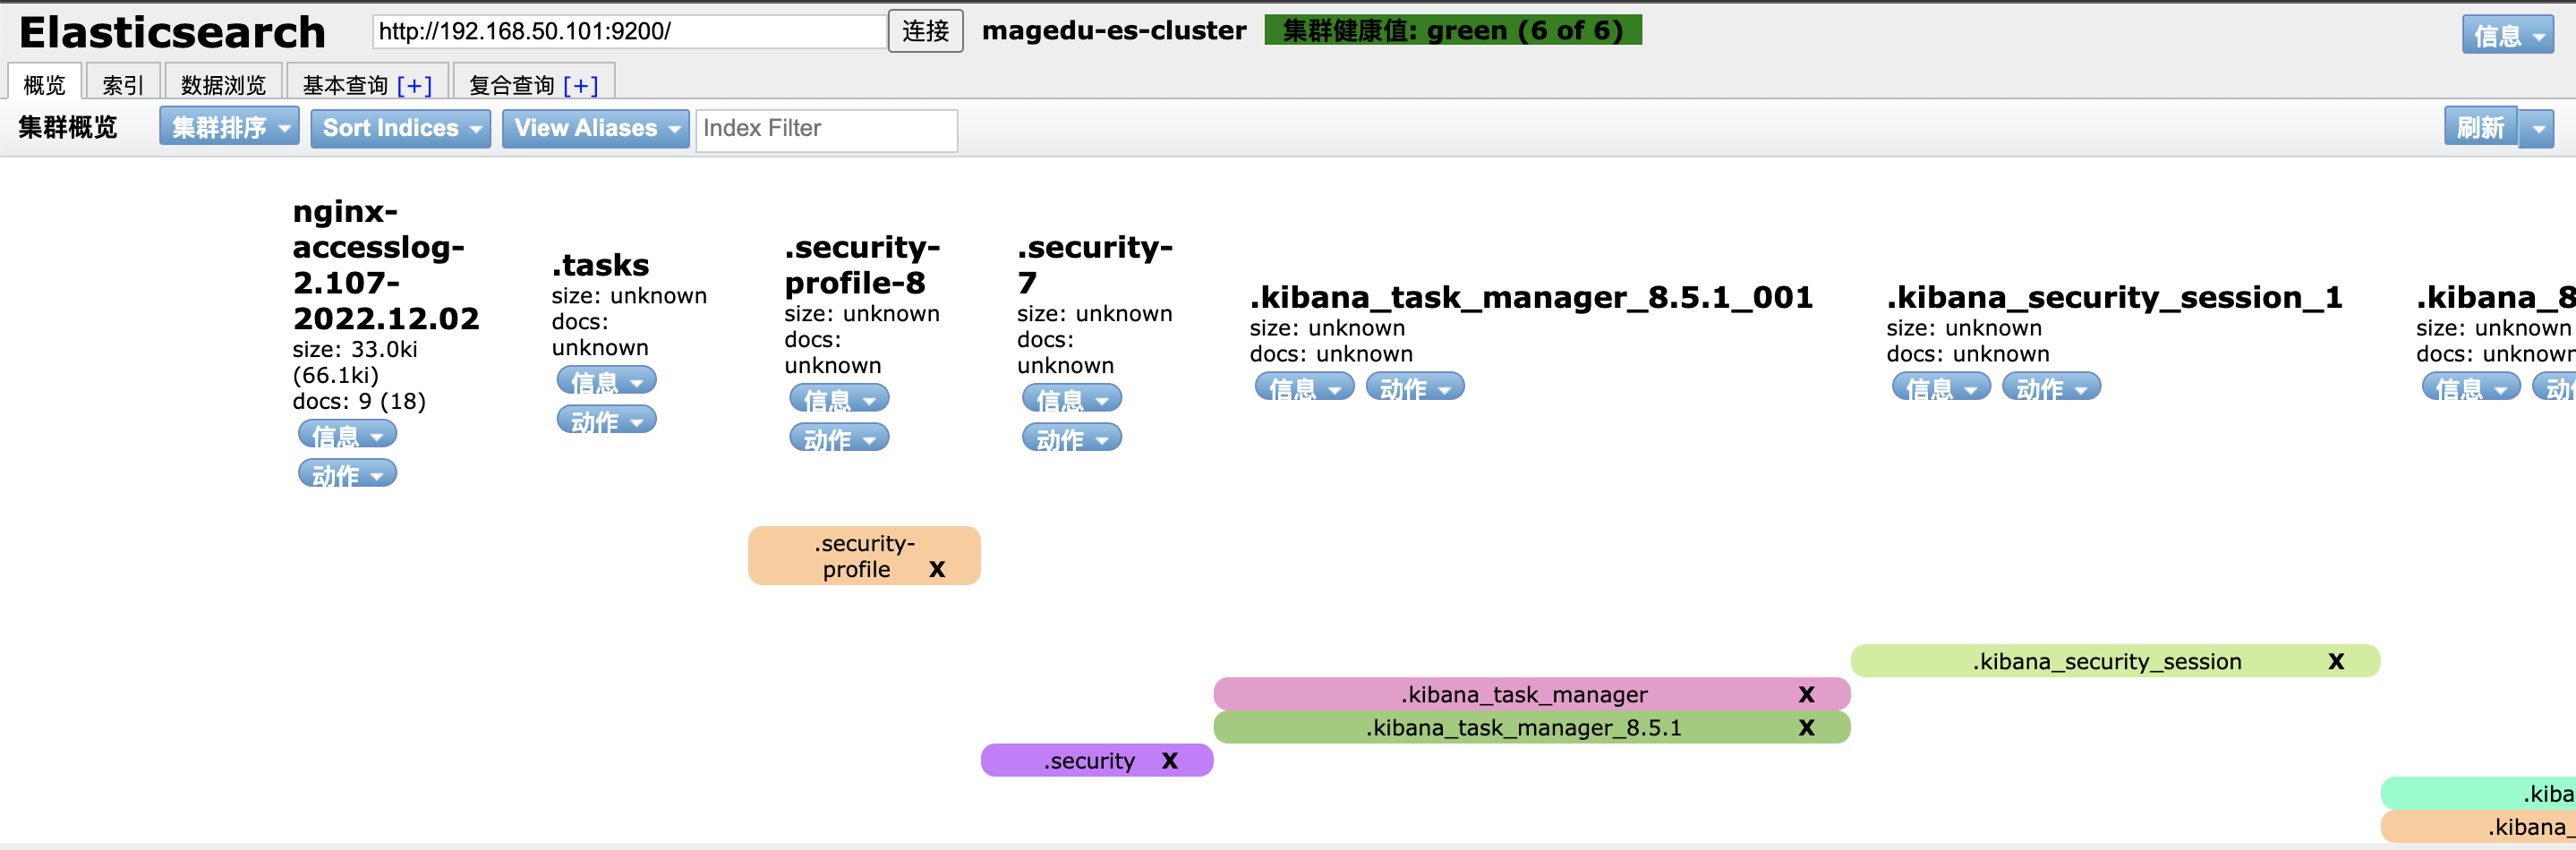 Elasticsearch http://192.168.50.101:9200/ 连接 magedu-es-cluster 集群健康值: green (6 of 6) 信息
概览 索引 数据浏览 基本查询 [+] 复合查询 [+]
集群概览 集群排序 Sort Indices View Aliases Index Filter 刷新
nginx-
accesslog-
2.107-
2022.12.02
size: 33.0ki
(66.1ki)
docs: 9 (18)
信息
动作
.tasks
size: unknown
docs:
unknown
信息
动作
.security-
profile-8
size: unknown
docs:
unknown
信息
动作
.security-
7
size: unknown
docs:
unknown
信息
动作
.kibana_task_manager_8.5.1_001
size: unknown
docs: unknown
信息 动作
.kibana_security_session_1
size: unknown
docs: unknown
信息 动作
.kibana_8
size: unknown
docs: unknown
信息 动
.security-
profile X
.kibana_security_session X
.kibana_task_manager X
.kibana_task_manager_8.5.1 X
.security X
.kiba
.kibana_